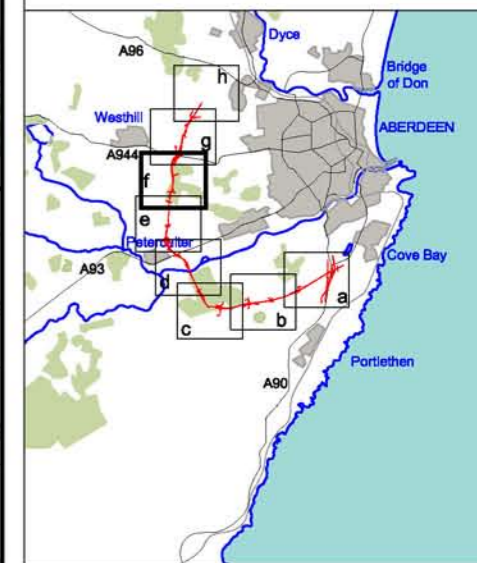 Dyce
A96
Bridge
of Don
h
Westhill
ABERDEEN
g
A944
f
e
Peterculter
Cove Bay
A93
d
a
b
c
Portlethen
A90